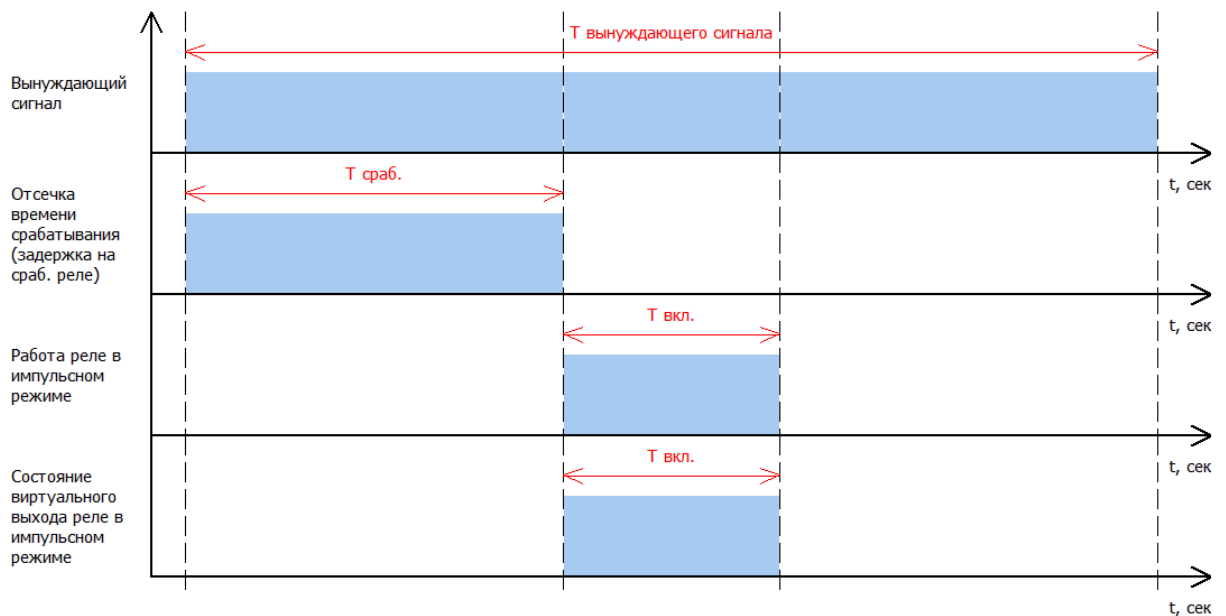 Т вынуждающего сигнала
Вынуждающий
сигнал
t, сек
Т сраб.
Отсечка
времени
срабатывания
(задержка на
сраб. реле)
t, сек
Т вкл.
Работа реле в
импульсном
режиме
t, сек
Т вкл.
Состояние
виртуального
выхода реле в
импульсном
режиме
t, сек